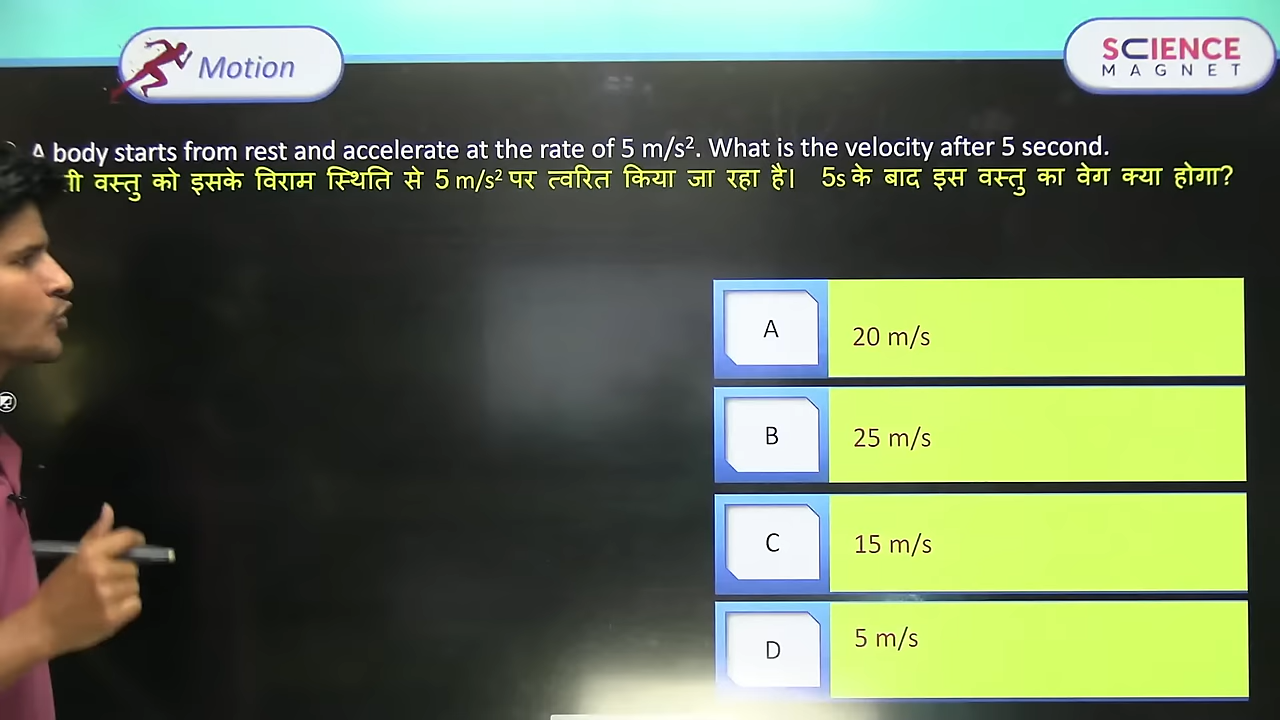 Motion
SCIENCE
MAGNET
A body starts from rest and accelerate at the rate of 5 m/s². What is the velocity after 5 second.
वस्तु को इसके विराम स्थिति से 5 m/s² पर त्वरित किया जा रहा है। 5s के बाद इस वस्तु का वेग क्या होगा?
A
20 m/s
B
25 m/s
C
15 m/s
D
5 m/s